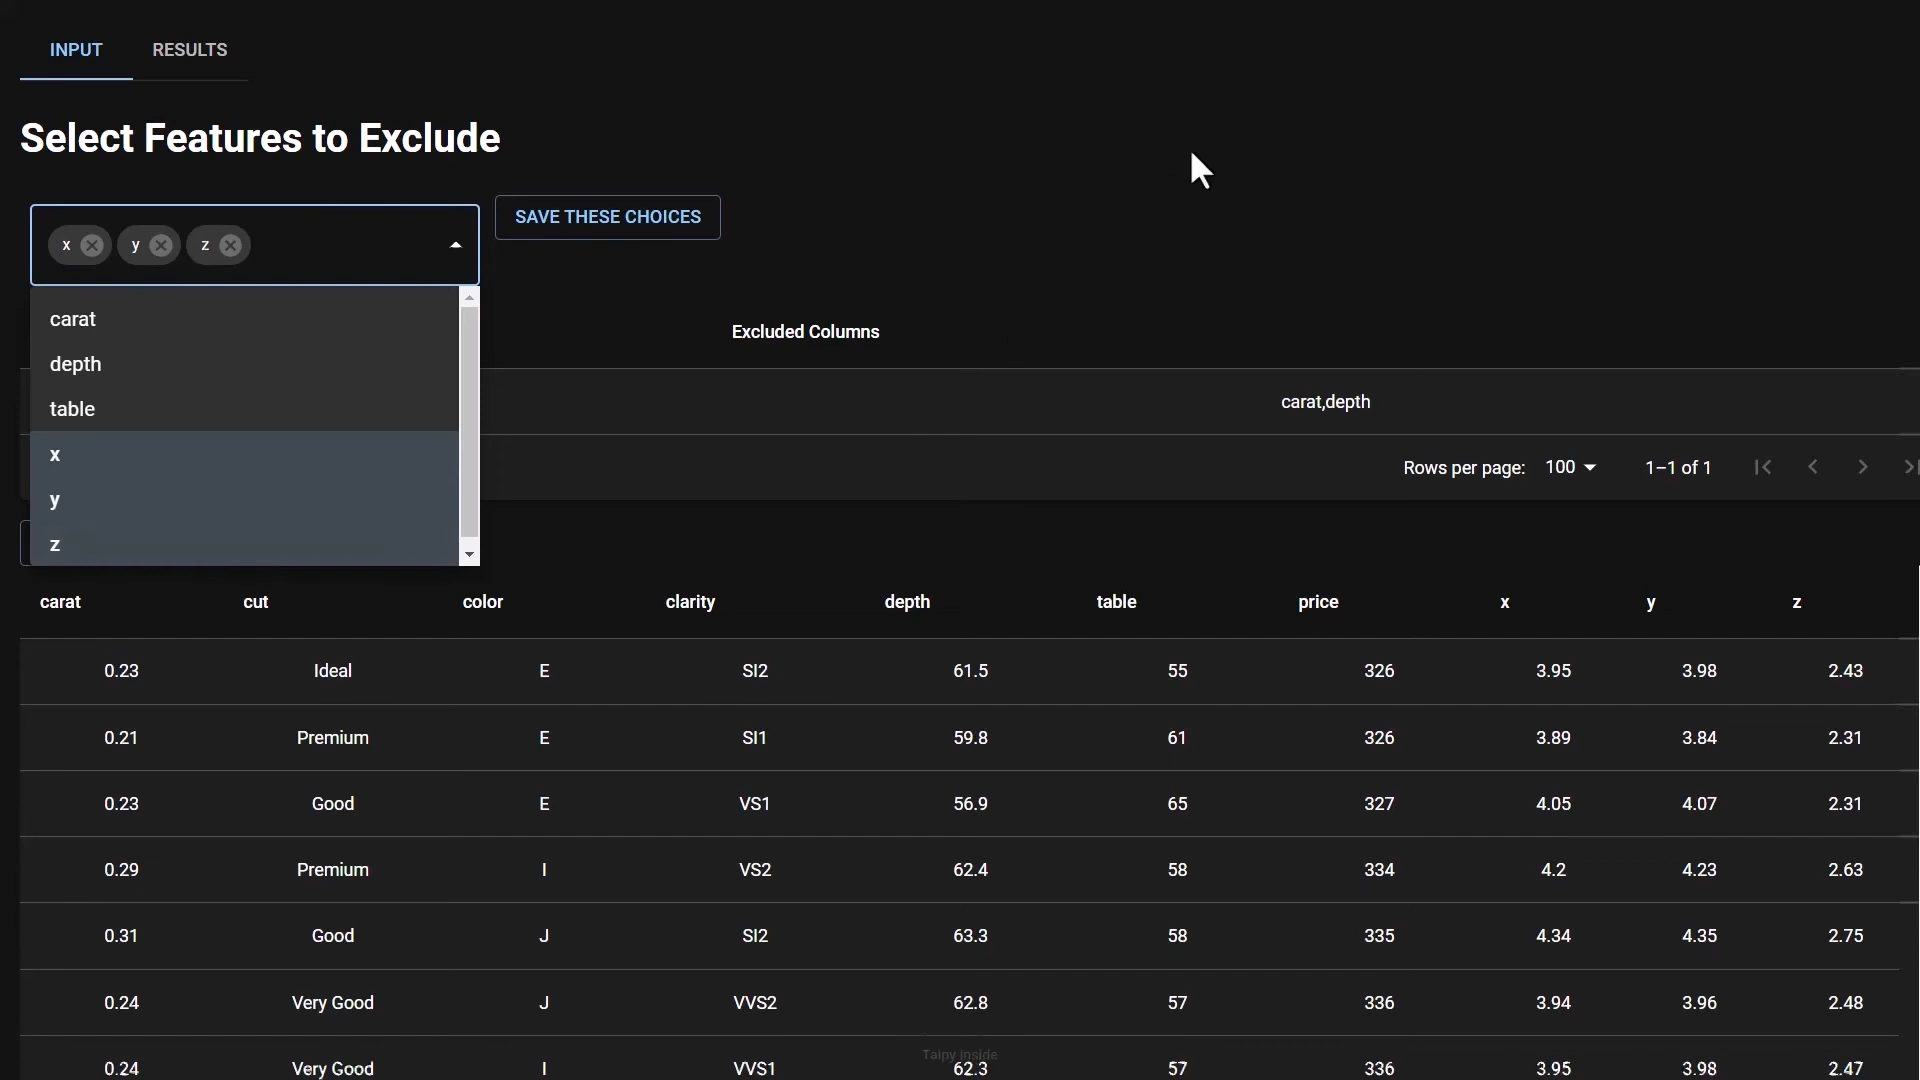 INPUT RESULTS
Select Features to Exclude
x y z SAVE THESE CHOICES
carat
depth
table
x
y
z
Excluded Columns
carat,depth
Rows per page: 100 1–1 of 1
carat cut color clarity depth table price x y z
0.23 Ideal E SI2 61.5 55 326 3.95 3.98 2.43
0.21 Premium E SI1 59.8 61 326 3.89 3.84 2.31
0.23 Good E VS1 56.9 65 327 4.05 4.07 2.31
0.29 Premium I VS2 62.4 58 334 4.2 4.23 2.63
0.31 Good J SI2 63.3 58 335 4.34 4.35 2.75
0.24 Very Good J VVS2 62.8 57 336 3.94 3.96 2.48
Taipy Inside
0.24 Very Good I VVS1 62.3 57 336 3.95 3.98 2.47